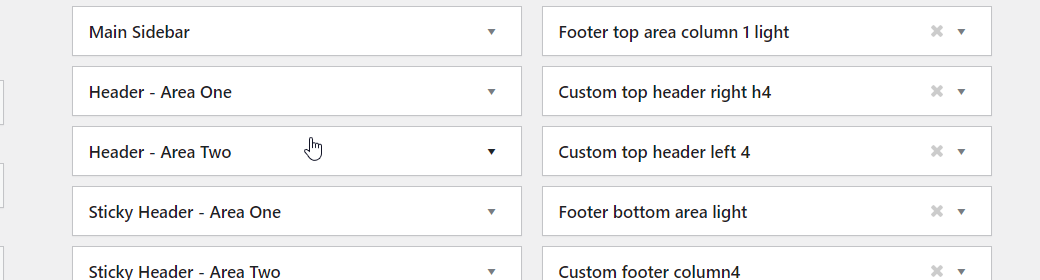 Main Sidebar
Footer top area column 1 light
Header - Area One
Custom top header right h4
Header - Area Two
Custom top header left 4
Sticky Header - Area One
Footer bottom area light
Sticky Header - Area Two
Custom footer column4